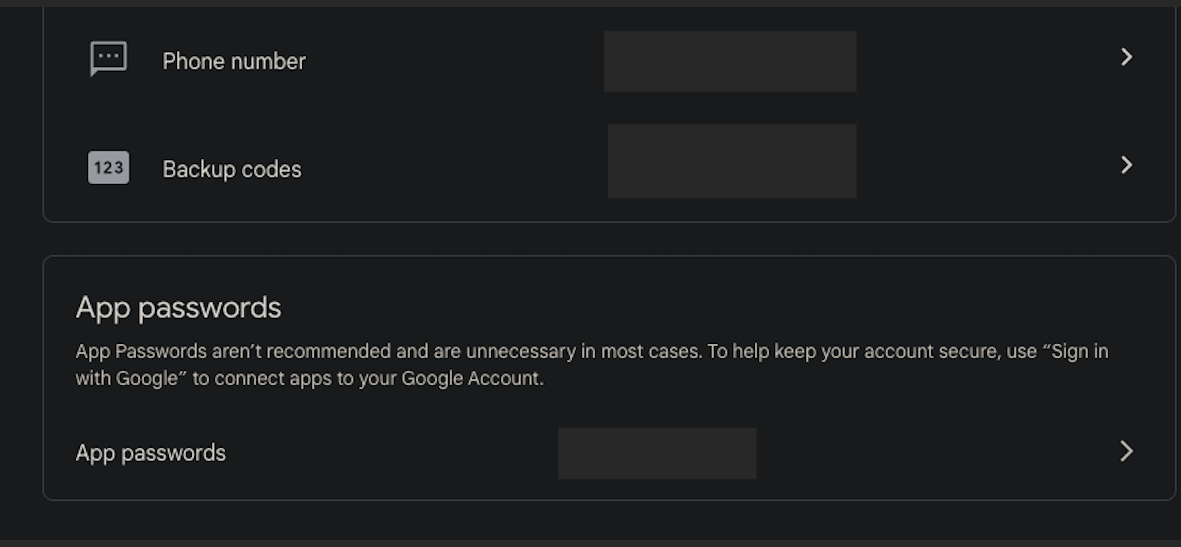 Phone number
123
Backup codes
App passwords
App Passwords aren’t recommended and are unnecessary in most cases. To help keep your account secure, use “Sign in
with Google” to connect apps to your Google Account.
App passwords